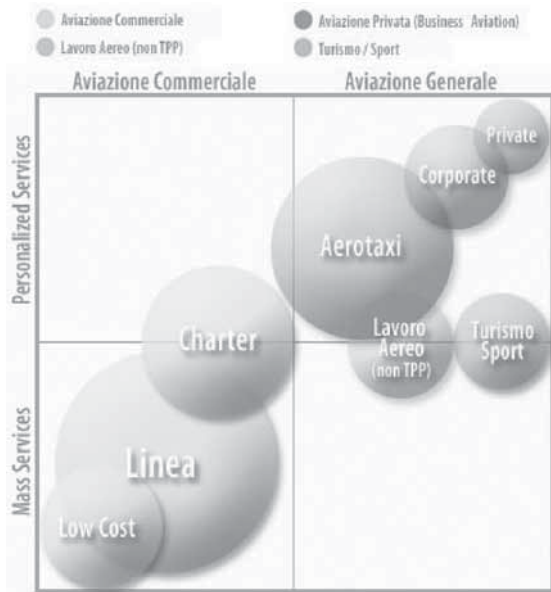 Aviazione Commerciale
Aviazione Privata (Business Aviation)
Lavoro Aereo (non TPP)
Turismo / Sport
Aviazione Commerciale
Aviazione Generale
Personalized Services
Mass Services
Private
Corporate
Aerotaxi
Charter
Lavoro
Aereo
(non TPP)
Turismo
Sport
Linea
Low Cost